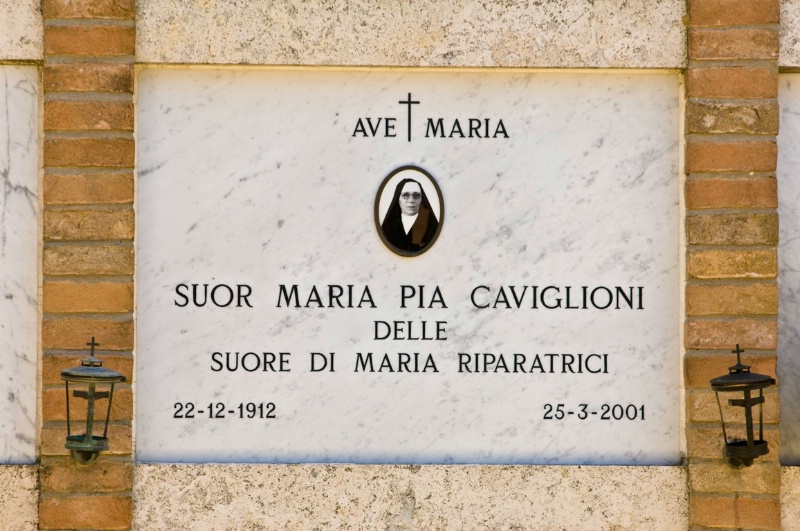 AVE MARIA
SUOR MARIA PIA CAVIGLIONI
DELLE
SUORE DI MARIA RIPARATRICI
22-12-1912 25-3-2001